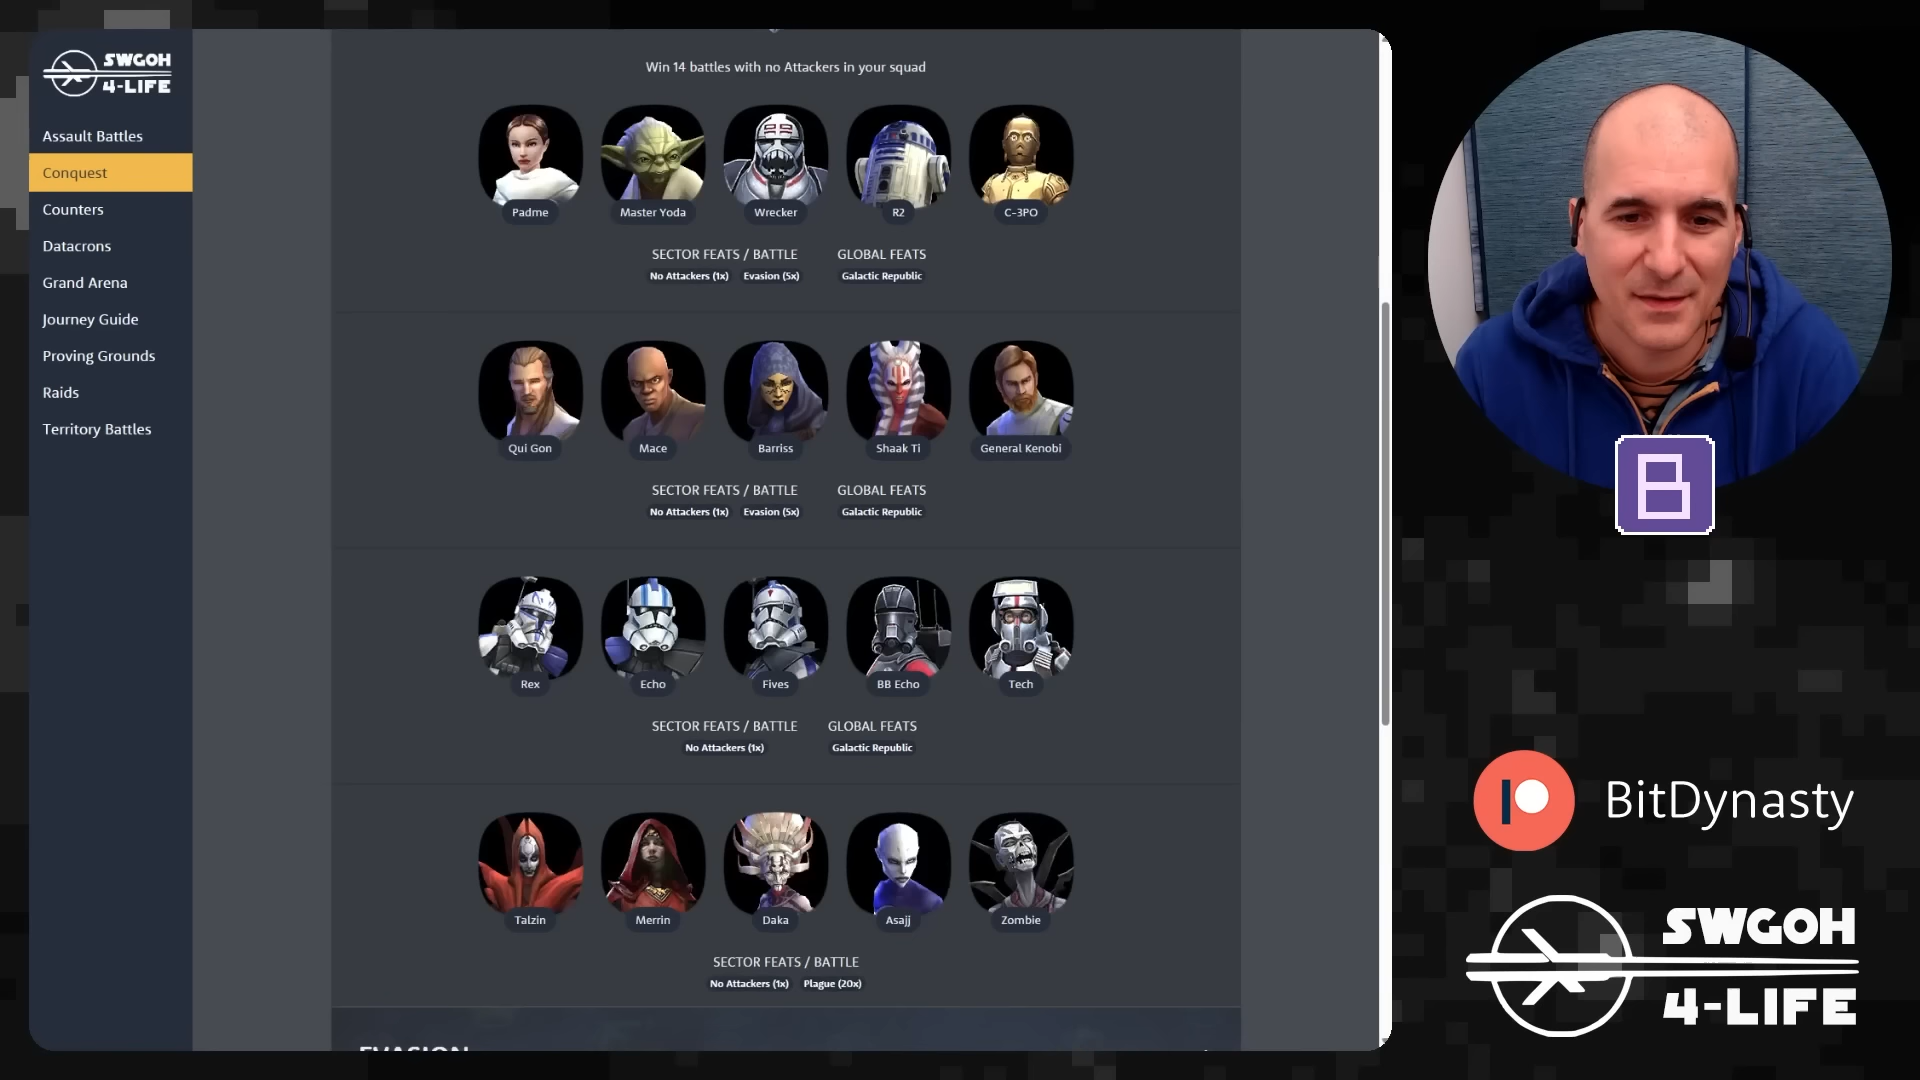 SWGOH
4-LIFE
Assault Battles
Conquest
Counters
Datacrons
Grand Arena
Journey Guide
Proving Grounds
Raids
Territory Battles
Win 14 battles with no Attackers in your squad
Padme
Master Yoda
Wrecker
R2
C-3PO
SECTOR FEATS / BATTLE
GLOBAL FEATS
No Attackers (1x)
Evasion (5x)
Galactic Republic
Qui Gon
Mace
Barriss
Shaak Ti
General Kenobi
SECTOR FEATS / BATTLE
GLOBAL FEATS
No Attackers (1x)
Evasion (5x)
Galactic Republic
Rex
Echo
Fives
BB Echo
Tech
SECTOR FEATS / BATTLE
GLOBAL FEATS
No Attackers (1x)
Galactic Republic
Talzin
Merrin
Daka
Asajj
Zombie
SECTOR FEATS / BATTLE
No Attackers (1x)
Plague (20x)
EVASION
B
BitDynasty
SWGOH
4-LIFE